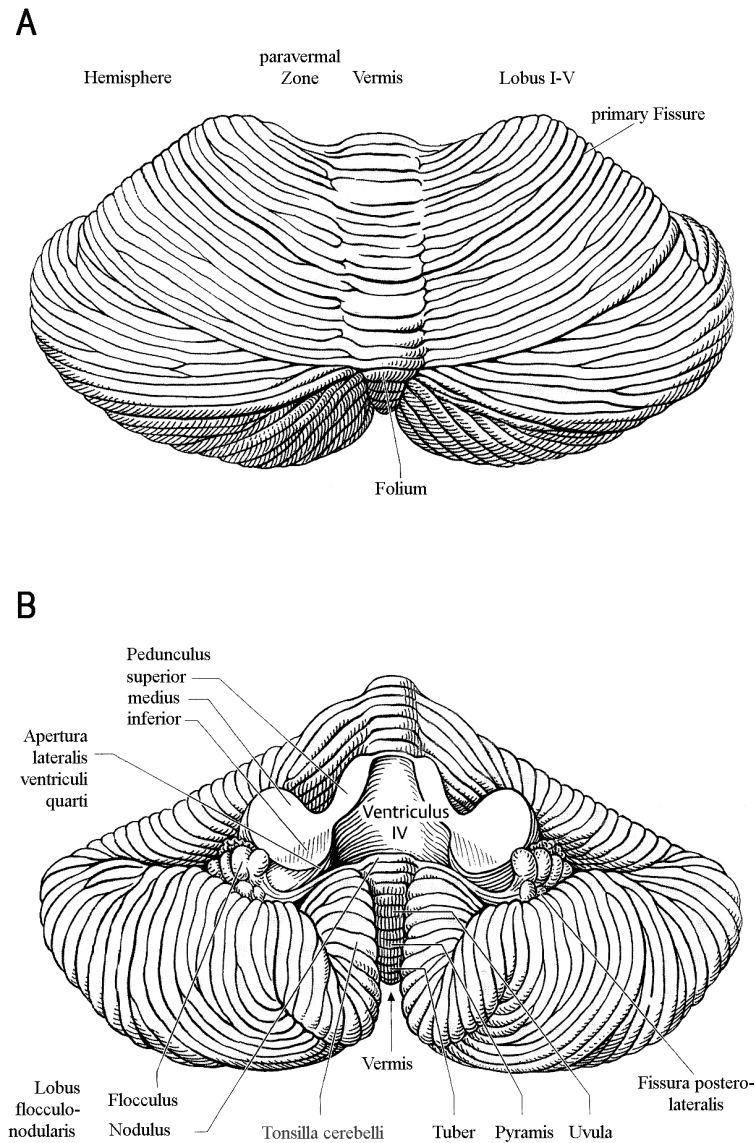 A
Hemisphere
paravermal
Zone
Vermis
Lobus I-V
primary Fissure
Folium
B
Pedunculus
superior
medius
inferior
Apertura
lateralis
ventriculi
quarti
Ventriculus
IV
Vermis
Lobus
flocculo-
nodularis
Flocculus
Nodulus
Tonsilla cerebelli
Tuber
Pyramis
Uvula
Fissura postero-
lateralis